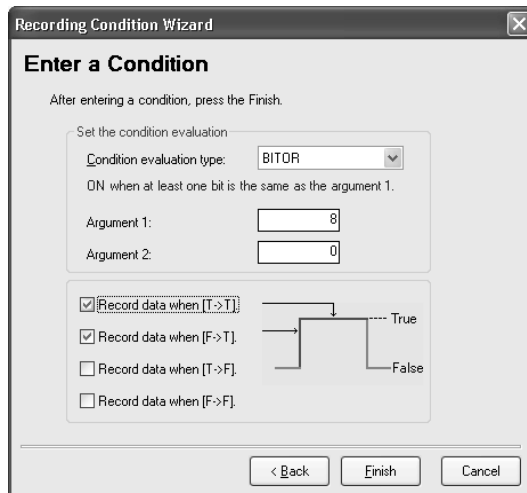 Recording Condition Wizard
Enter a Condition
After entering a condition, press the Finish.
Set the condition evaluation
Condition evaluation type: BITOR
ON when at least one bit is the same as the argument 1.
Argument 1: 8
Argument 2: 0
Record data when [T->T].
Record data when [F->T].
Record data when [T->F].
Record data when [F->F].
True
False
< Back Finish Cancel